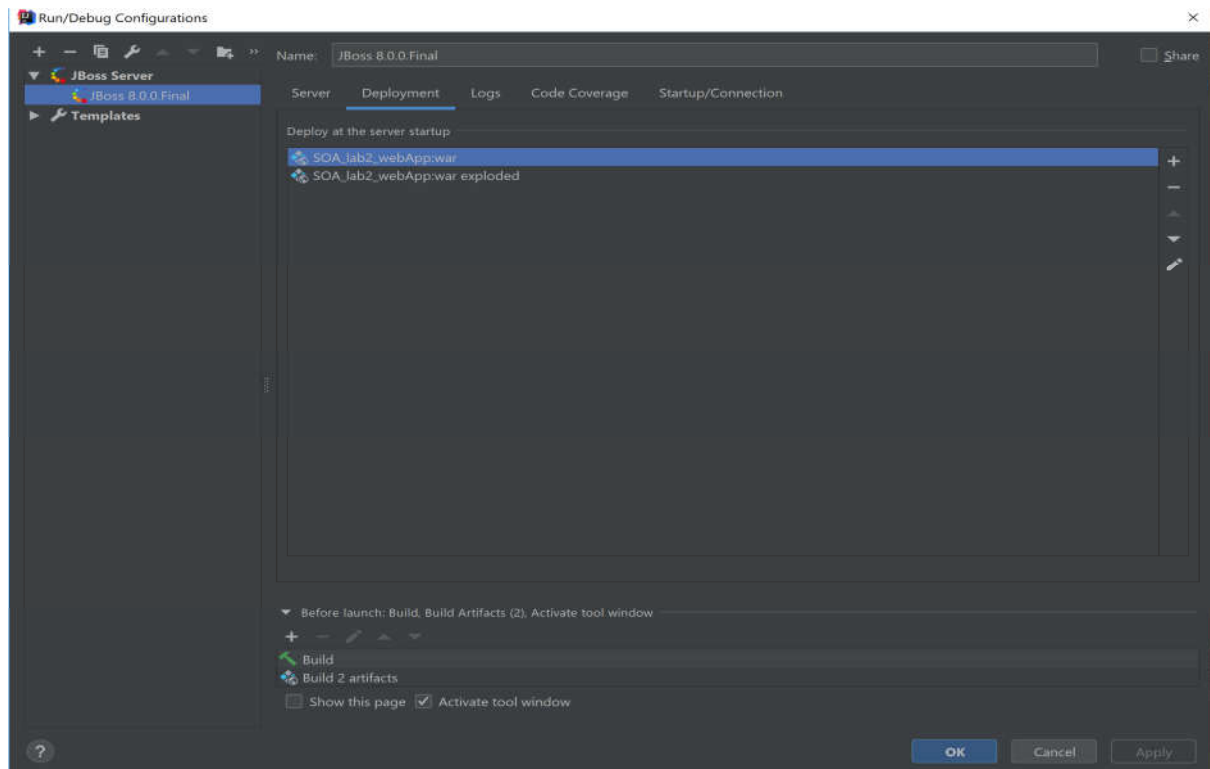 Run/Debug Configurations
Name: JBoss 8.0.0.Final Share
JBoss Server
JBoss 8.0.0.Final
Templates
Server Deployment Logs Code Coverage Startup/Connection
Deploy at the server startup
SOA_lab2_webApp:war
SOA_lab2_webApp:war exploded
Before launch: Build, Build Artifacts (2), Activate tool window
Build
Build 2 artifacts
Show this page Activate tool window
? OK Cancel Apply